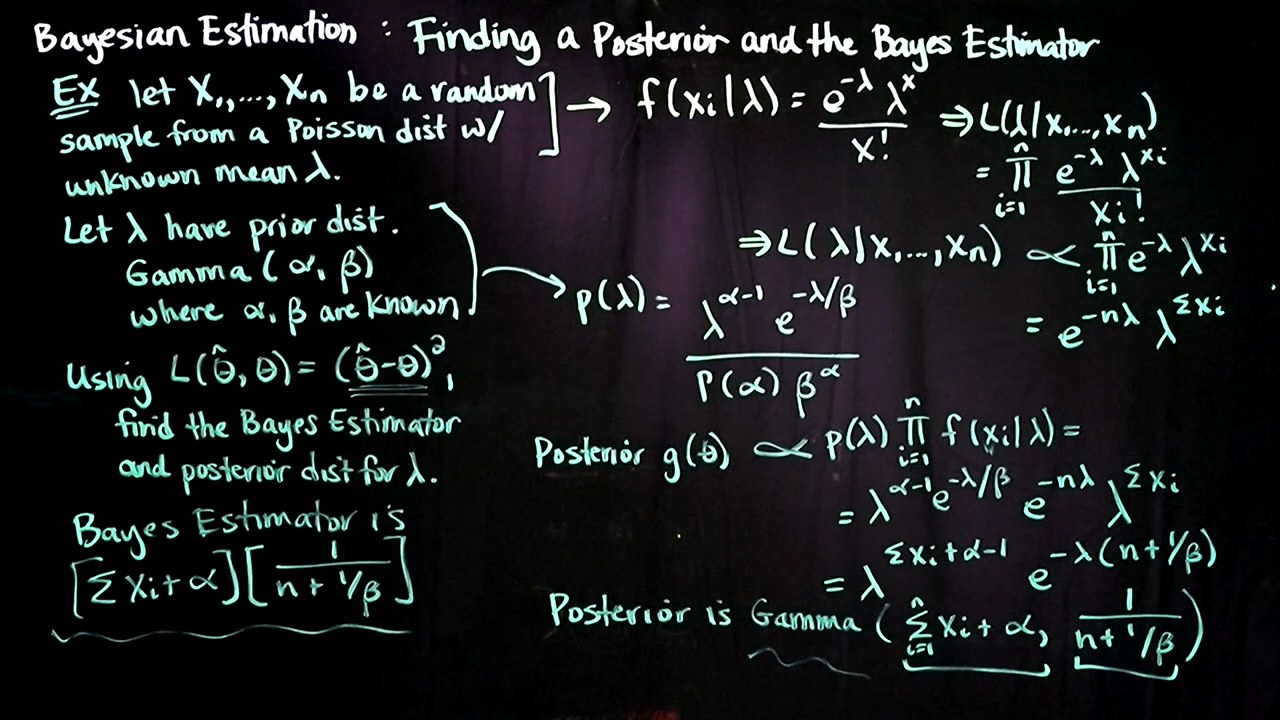 Bayesian Estimation : Finding a Posterior and the Bayes Estimator
EX let X₁,...,Xn be a random
sample from a Poisson dist w/
unknown mean λ.
Let λ have prior dist.
Gamma (α, β)
where α, β are known
Using L(θ̂, θ) = (θ̂-θ)²,
find the Bayes Estimator
and posterior dist for λ.
Bayes Estimator is
[Σ Xi + α] [1/(n + 1/β)]
→ f(xi|λ) = e^-λ λ^x / x!
⇒ L(λ|x₁...,xn)
= ∏_{i=1}^{n} e^-λ λ^xi / xi!
⇒ L(λ|x₁,...,xn) ∝ ∏_{i=1}^{n} e^-λ λ^xi
= e^-nλ λ^Σxi
p(λ) = λ^{α-1} e^{-λ/β} / Γ(α) β^α
Posterior g(θ) ∝ p(λ) ∏_{i=1}^{n} f(xi|λ) =
= λ^{α-1} e^{-λ/β} e^{-nλ} λ^{Σxi}
= λ^{Σxi+α-1} e^{-λ(n+1/β)}
Posterior is Gamma (Σ_{i=1}^{n} xi + α, 1/(n+1/β))